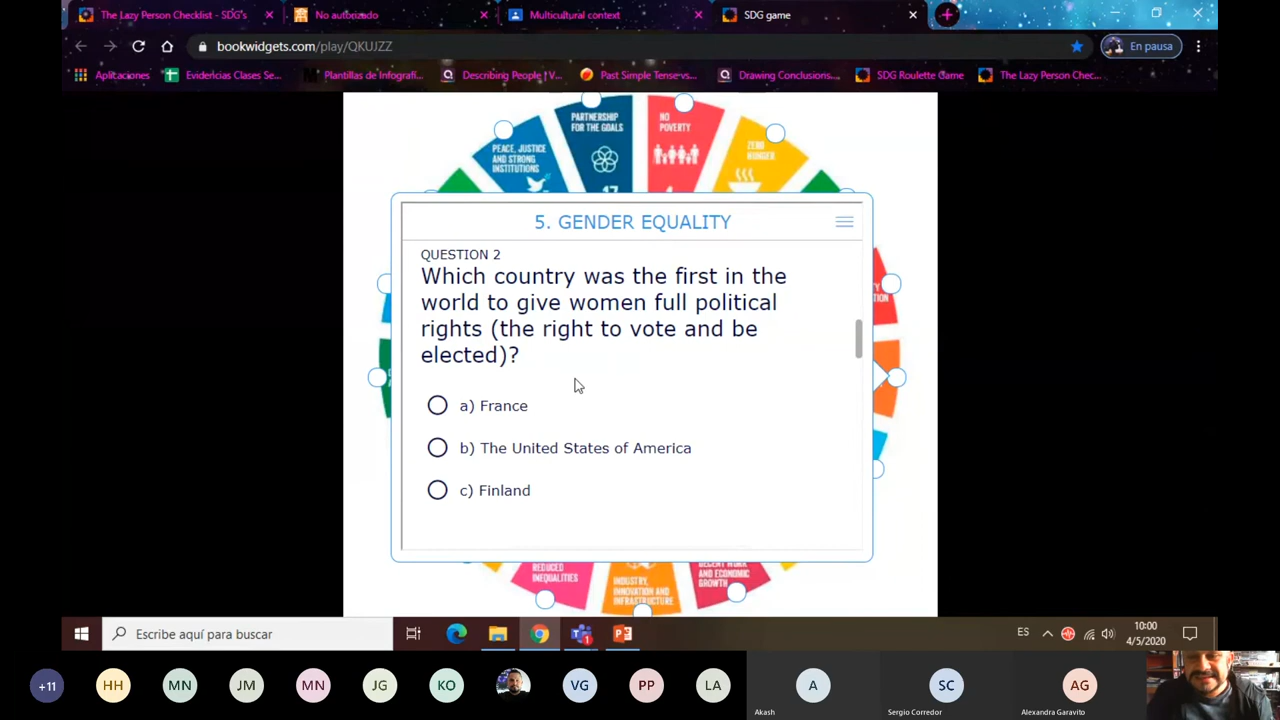 The Lazy Person Checklist - SDG's
No autorizado
Multicultural context
SDG game
bookwidgets.com/play/QKUJZZ
En pausa
Aplicaciones
Evidencias Clases Se...
Plantillas de Infografi...
Describing People | V...
Past Simple Tense vs...
Drawing Conclusions...
SDG Roulette Game
The Lazy Person Chec...
PARTNERSHIP
FOR THE GOALS
17
NO
POVERTY
PEACE, JUSTICE
AND STRONG
INSTITUTIONS
ZERO
HUNGER
5. GENDER EQUALITY
QUESTION 2
Which country was the first in the
world to give women full political
rights (the right to vote and be
elected)?
a) France
b) The United States of America
c) Finland
REDUCED
INEQUALITIES
INDUSTRY,
INNOVATION AND
INFRASTRUCTURE
DECENT WORK
AND ECONOMIC
GROWTH
Escribe aquí para buscar
1
ES
10:00
4/5/2020
+11
HH
MN
JM
MN
JG
KO
VG
PP
LA
A
Akash
SC
Sergio Corredor
AG
Alexandra Garavito